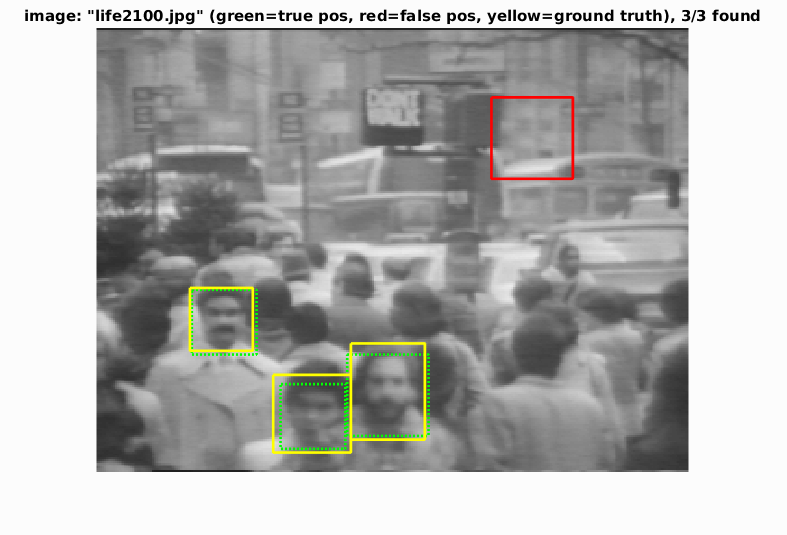 image: "life2100.jpg" (green=true pos, red=false pos, yellow=ground truth), 3/3 found
DONT
WALK